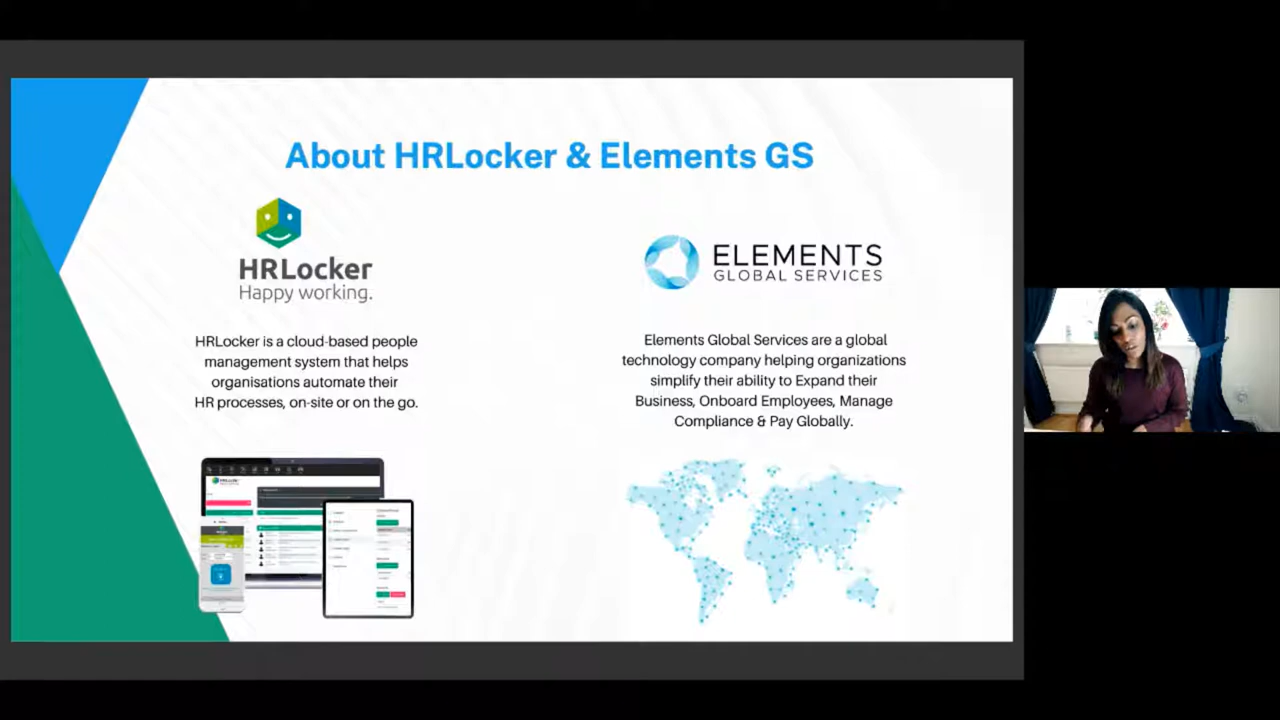 About HRLocker & Elements GS
HRLocker
Happy working.
HRLocker is a cloud-based people
management system that helps
organisations automate their
HR processes, on-site or on the go.
ELEMENTS
GLOBAL SERVICES
Elements Global Services are a global
technology company helping organizations
simplify their ability to Expand their
Business, Onboard Employees, Manage
Compliance & Pay Globally.